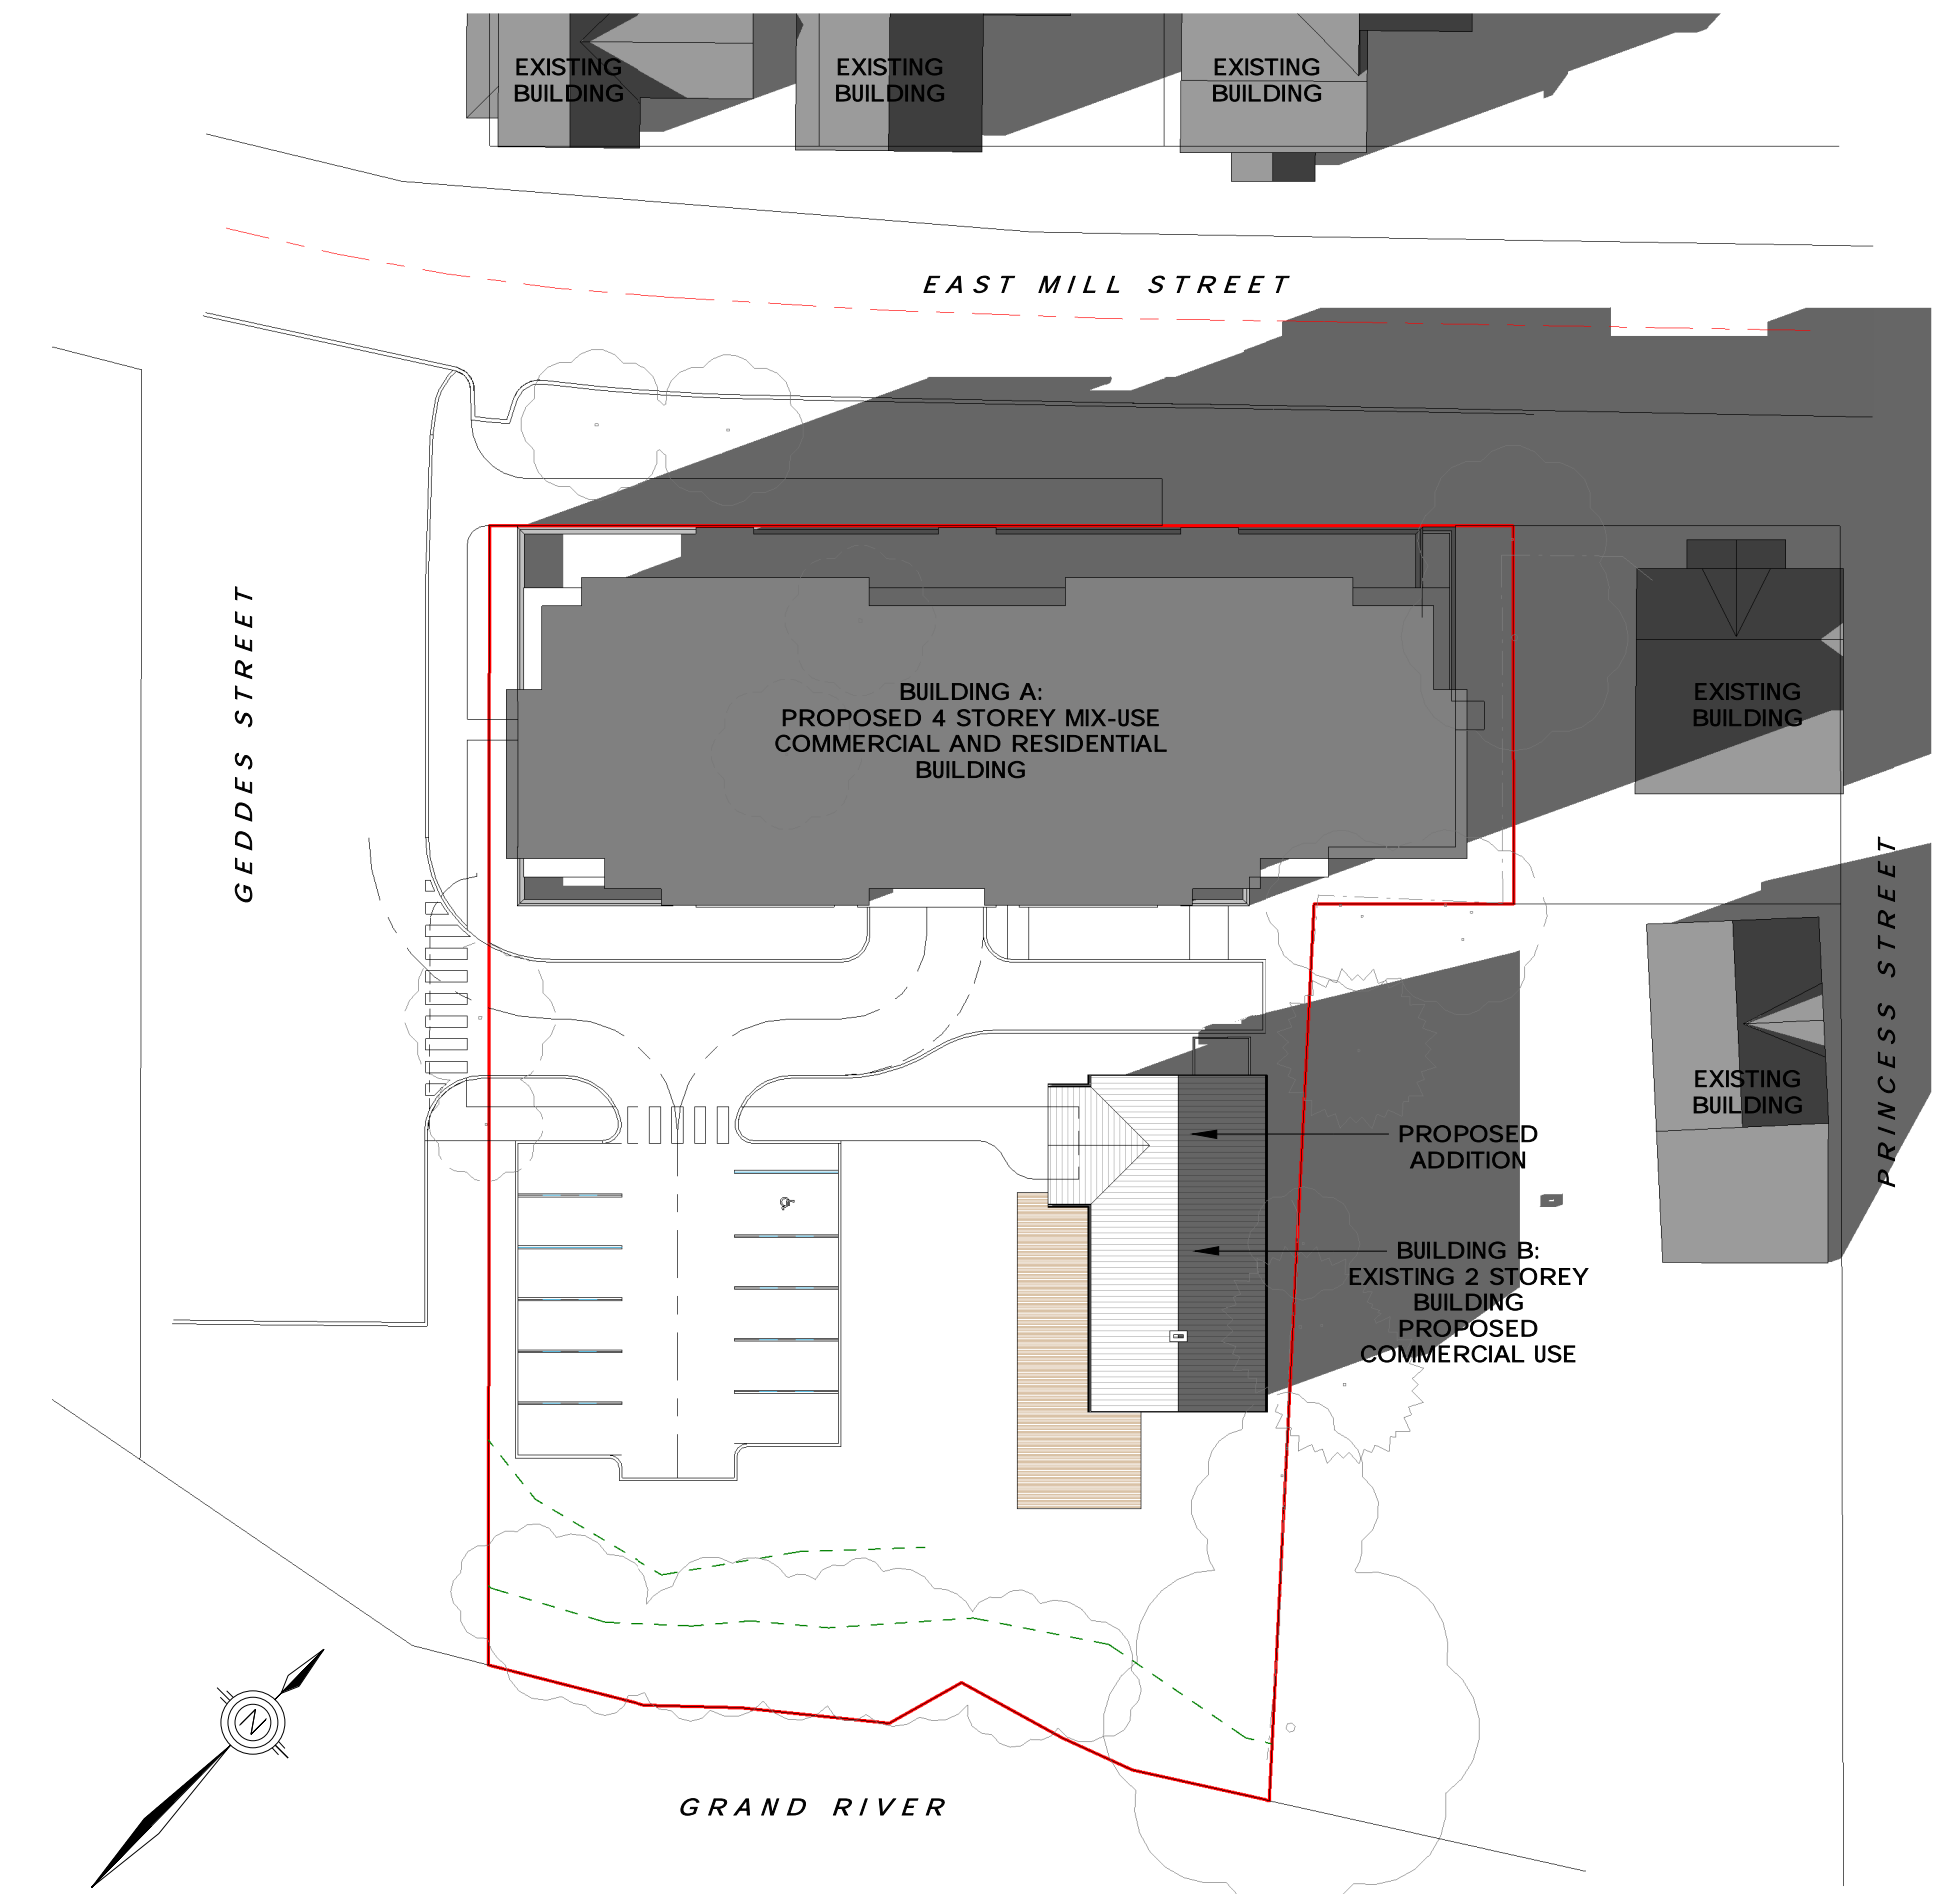 EXISTING
BUILDING
EXISTING
BUILDING
EXISTING
BUILDING
EAST MILL STREET
GEDDES STREET
BUILDING A:
PROPOSED 4 STOREY MIX-USE
COMMERCIAL AND RESIDENTIAL
BUILDING
EXISTING
BUILDING
PRINCESS STREET
EXISTING
BUILDING
PROPOSED
ADDITION
BUILDING B:
EXISTING 2 STOREY
BUILDING
PROPOSED
COMMERCIAL USE
N
GRAND RIVER